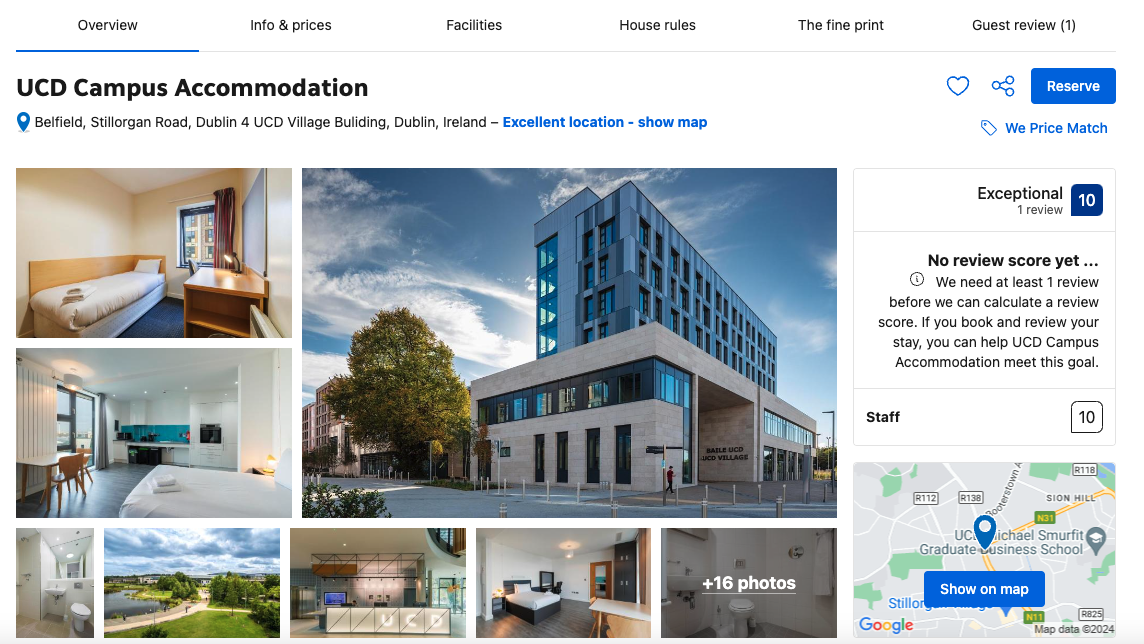 Overview
Info & prices
Facilities
House rules
The fine print
Guest review (1)
UCD Campus Accommodation
Reserve
Belfield, Stillorgan Road, Dublin 4 UCD Village Buliding, Dublin, Ireland – Excellent location - show map
We Price Match
BAILE UCD
UCD VILLAGE
UCD
+16 photos
Exceptional
1 review
10
No review score yet ...
We need at least 1 review
before we can calculate a review
score. If you book and review your
stay, you can help UCD Campus
Accommodation meet this goal.
Staff
10
R118
R112
R138
Booterstown A
SION HILL
N31
UCD Michael Smurfit
Graduate Business School
Show on map
Stillorgan Village
R825
N11
Google
Map data ©2024